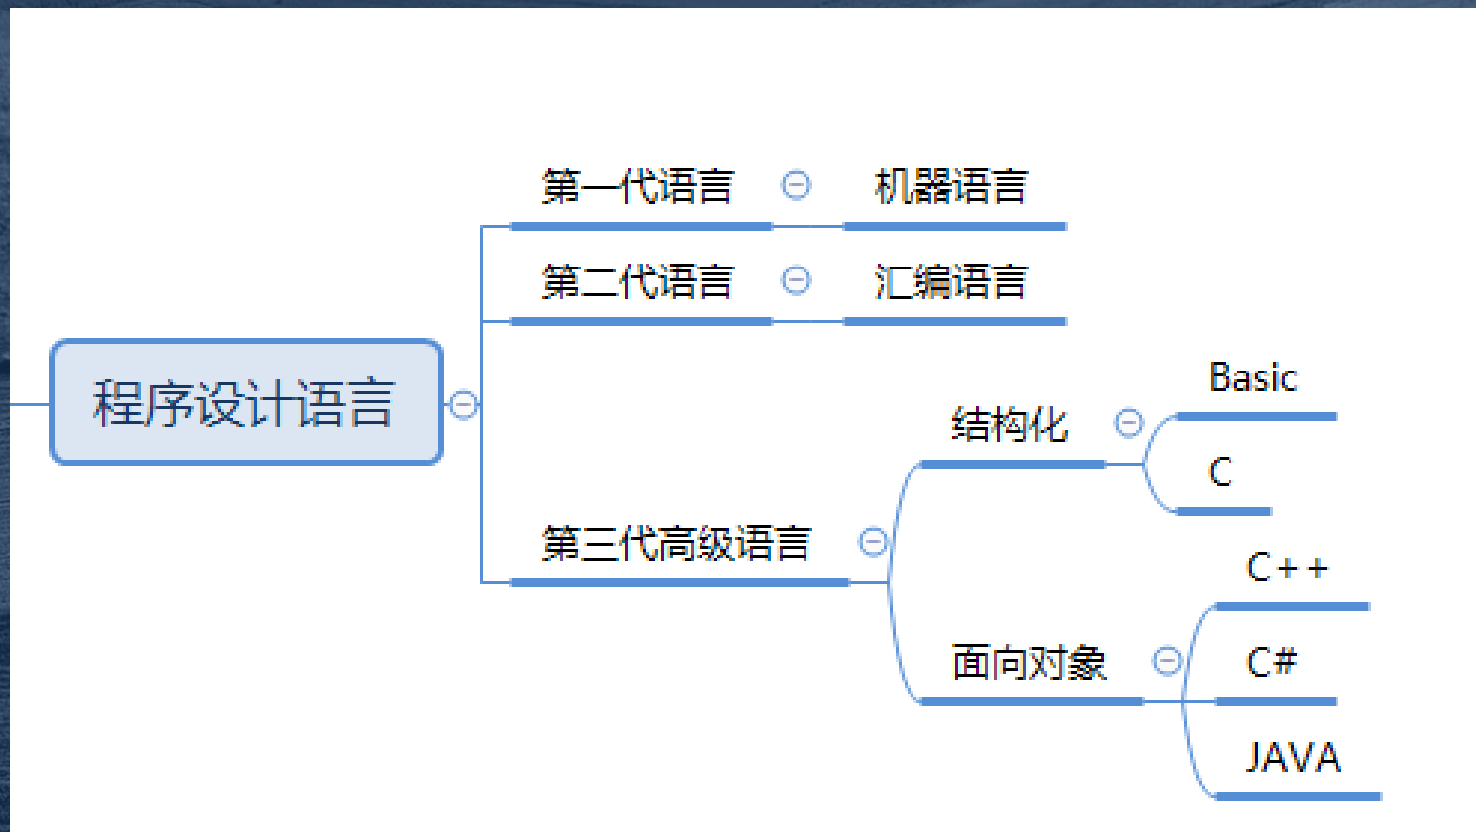 程序设计语言
第一代语言
机器语言
第二代语言
汇编语言
第三代高级语言
结构化
Basic
C
面向对象
C++
C#
JAVA